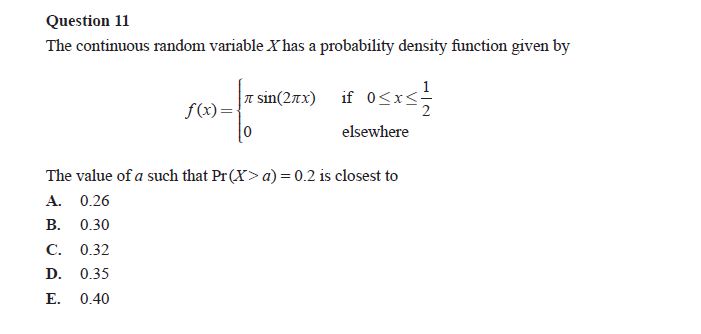 Question 11
The continuous random variable X has a probability density function given by
f(x) = { π sin(2πx) if 0 ≤ x ≤ 1/2
0 elsewhere
The value of a such that Pr(X > a) = 0.2 is closest to
A. 0.26
B. 0.30
C. 0.32
D. 0.35
E. 0.40